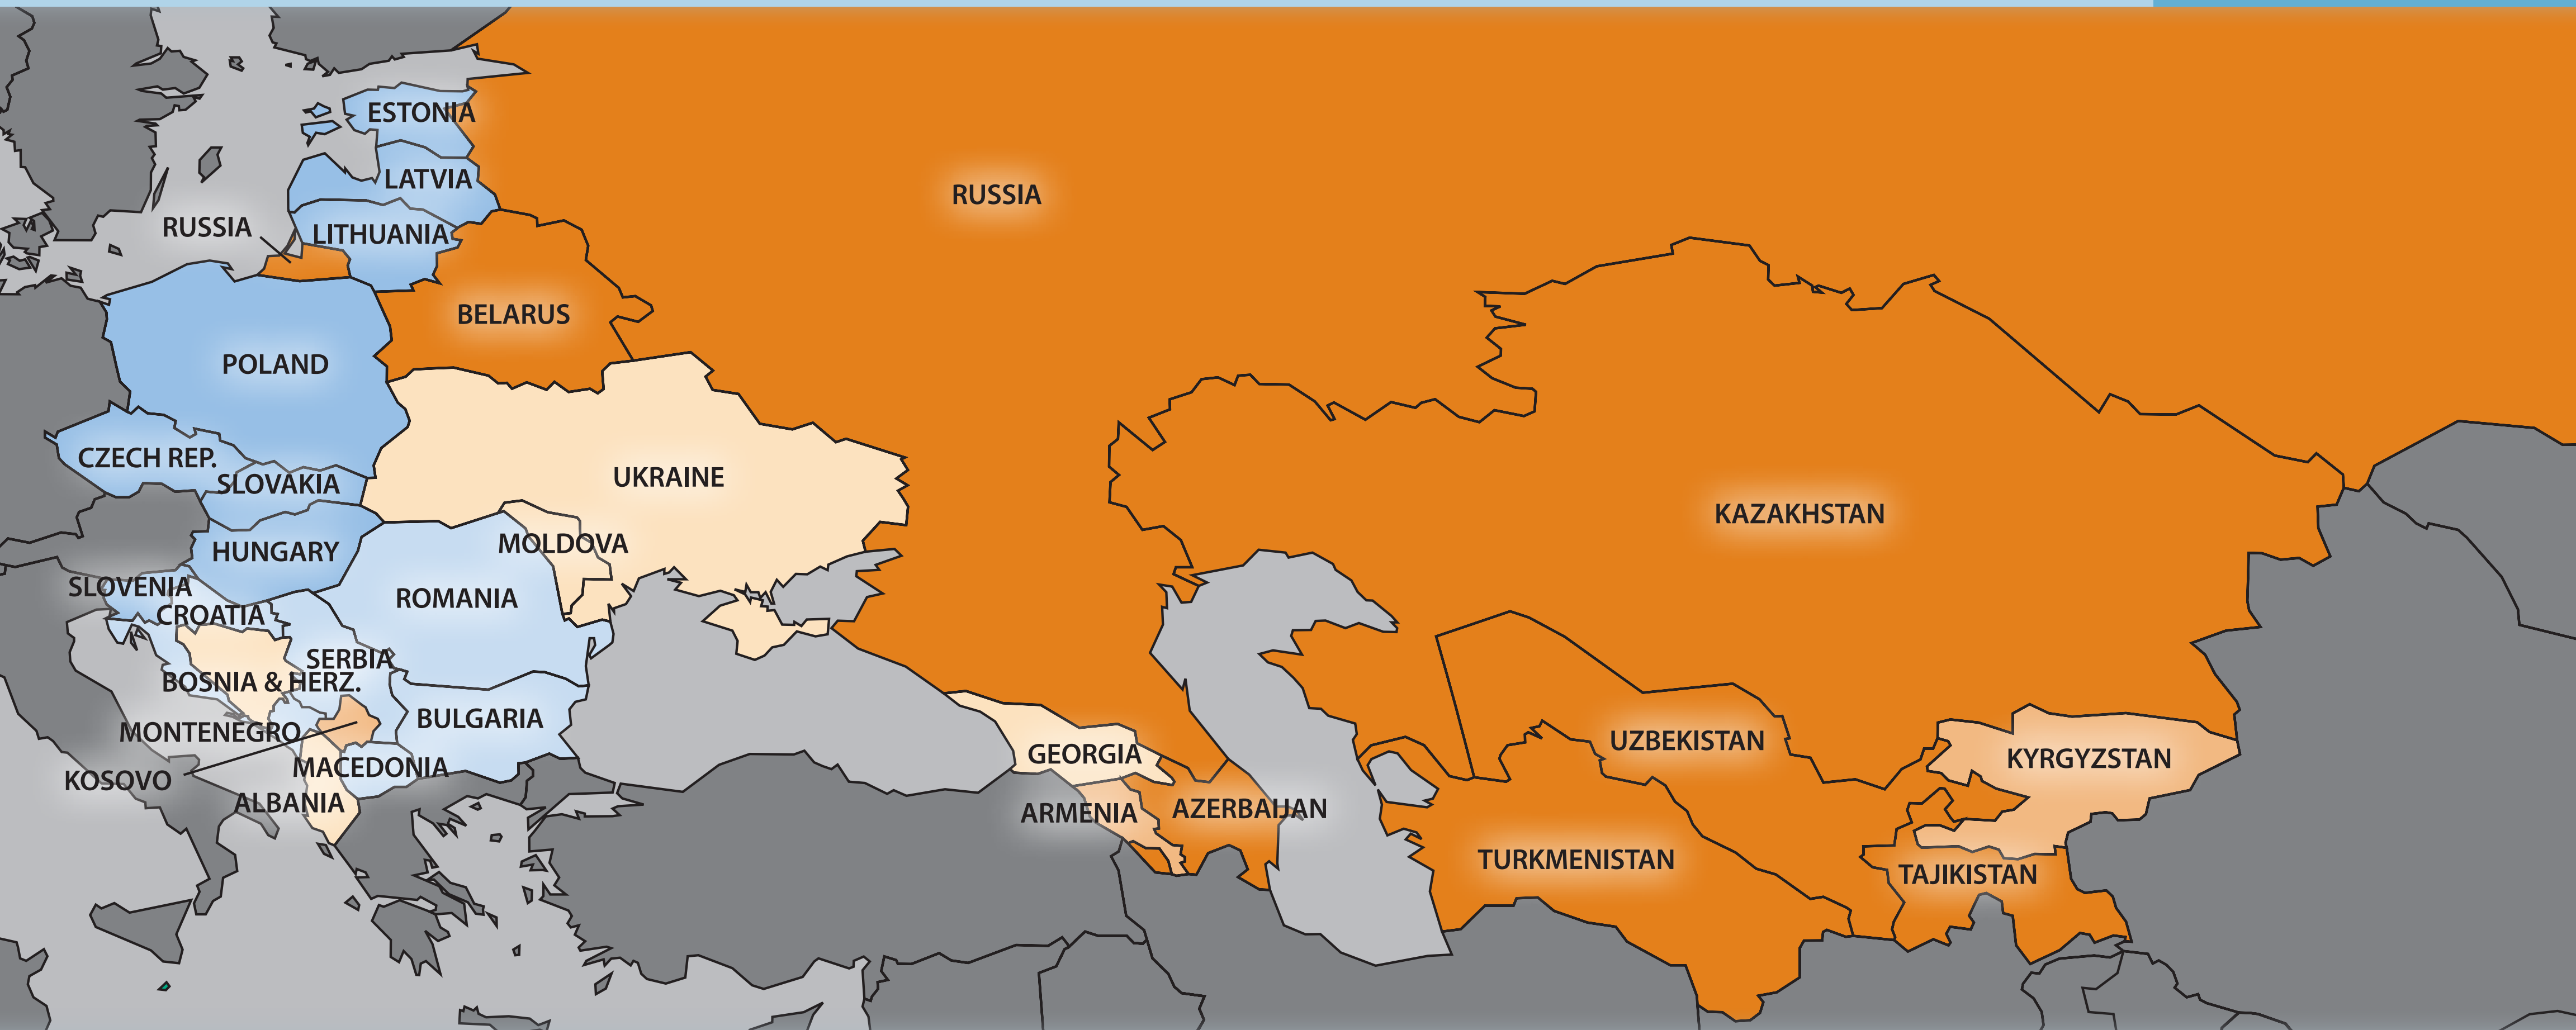 ESTONIA
LATVIA
RUSSIA
RUSSIA
LITHUANIA
BELARUS
POLAND
CZECH REP.
UKRAINE
SLOVAKIA
KAZAKHSTAN
MOLDOVA
HUNGARY
SLOVENIA
ROMANIA
CROATIA
SERBIA
BOSNIA & HERZ.
BULGARIA
MONTENEGRO
UZBEKISTAN
GEORGIA
KYRGYZSTAN
MACEDONIA
KOSOVO
ALBANIA
AZERBAIJAN
ARMENIA
TURKMENISTAN
TAJIKISTAN